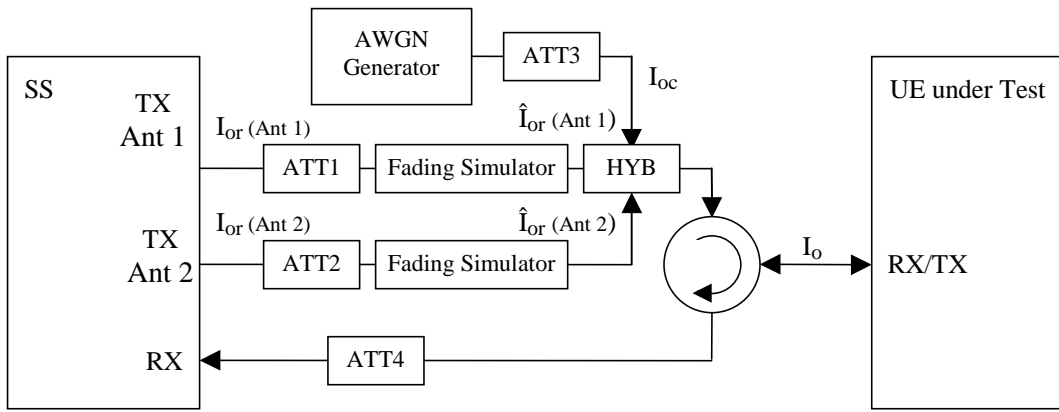 AWGN
Generator
ATT3
SS
UE under Test
I_oc
TX
Ant 1
I_or (Ant 1)
Î_or (Ant 1)
ATT1
Fading Simulator
HYB
TX
Ant 2
I_or (Ant 2)
Î_or (Ant 2)
ATT2
Fading Simulator
I_o
RX/TX
RX
ATT4